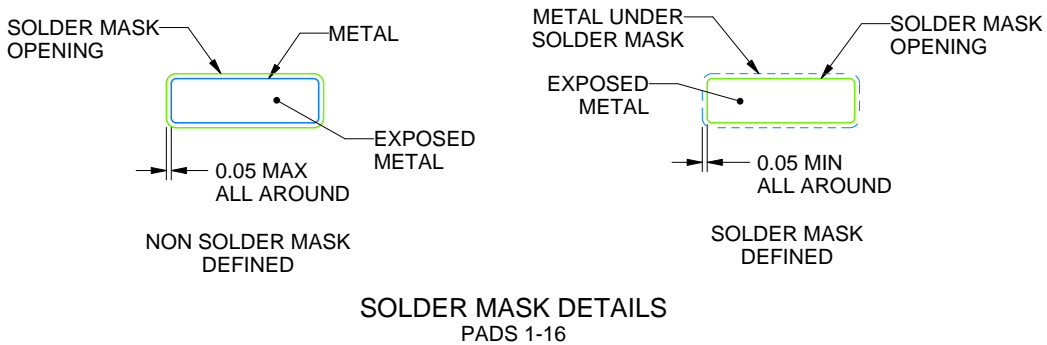 SOLDER MASK
OPENING
METAL
EXPOSED
METAL
0.05 MAX
ALL AROUND
NON SOLDER MASK
DEFINED
METAL UNDER
SOLDER MASK
SOLDER MASK
OPENING
EXPOSED
METAL
0.05 MIN
ALL AROUND
SOLDER MASK
DEFINED
SOLDER MASK DETAILS
PADS 1-16